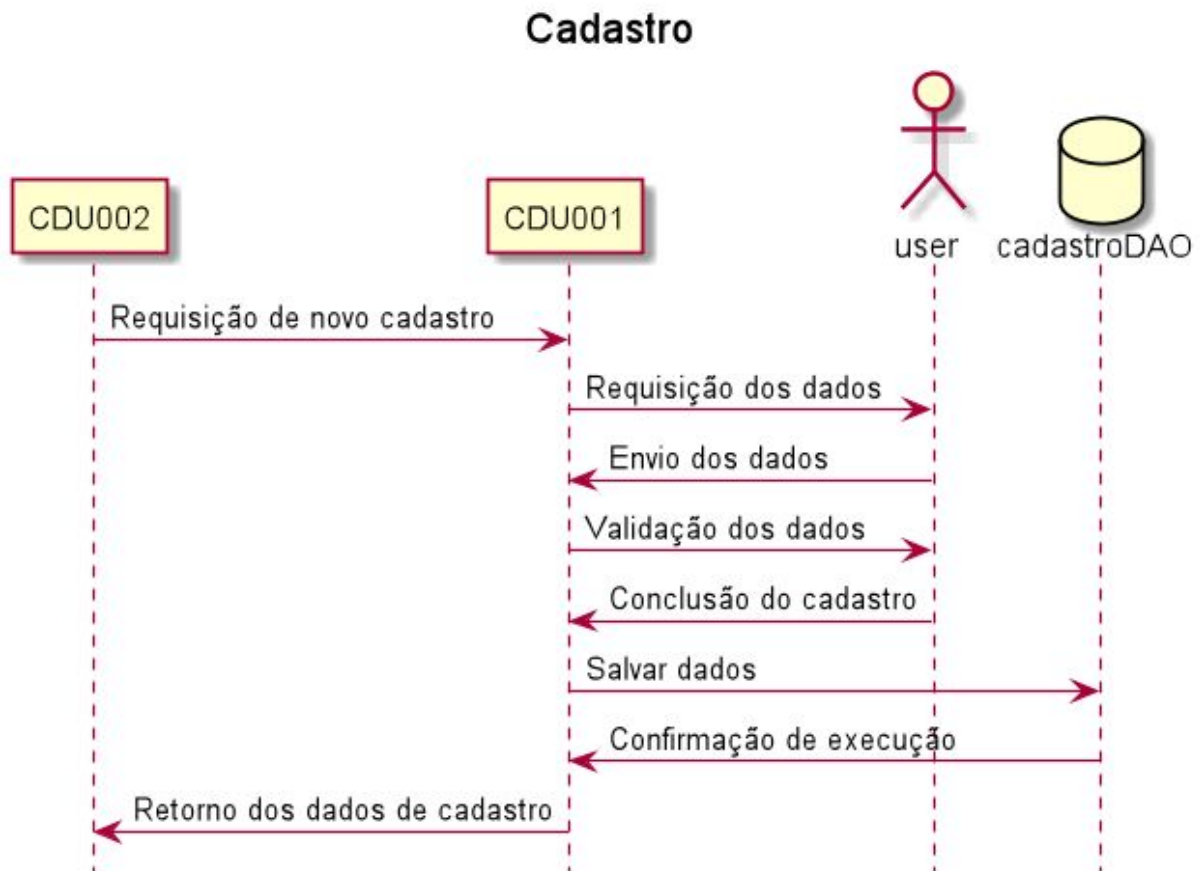 Cadastro
CDU002
CDU001
user
cadastroDAO
Requisição de novo cadastro
Requisição dos dados
Envio dos dados
Validação dos dados
Conclusão do cadastro
Salvar dados
Confirmação de execução
Retorno dos dados de cadastro